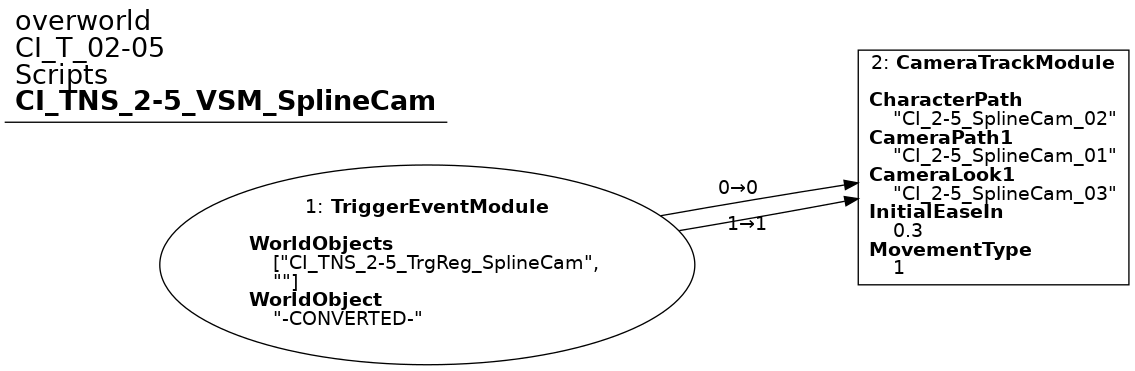 overworld
CI_T_02-05
Scripts
CI_TNS_2-5_VSM_SplineCam
1: TriggerEventModule
WorldObjects
["CI_TNS_2-5_TrgReg_SplineCam",
""]
WorldObject
"-CONVERTED-"
0→0
1→1
2: CameraTrackModule
CharacterPath
"CI_2-5_SplineCam_02"
CameraPath1
"CI_2-5_SplineCam_01"
CameraLook1
"CI_2-5_SplineCam_03"
InitialEaseIn
0.3
MovementType
1